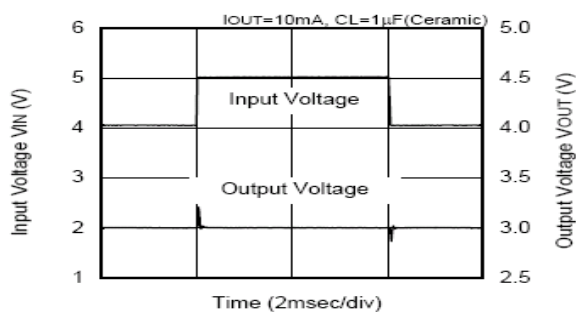 IOUT=10mA, CL=1μF(Ceramic)
6
5
4
3
2
1
Input Voltage VIN (V)
Input Voltage
Output Voltage
5.0
4.5
4.0
3.5
3.0
2.5
Output Voltage VOUT (V)
Time (2msec/div)